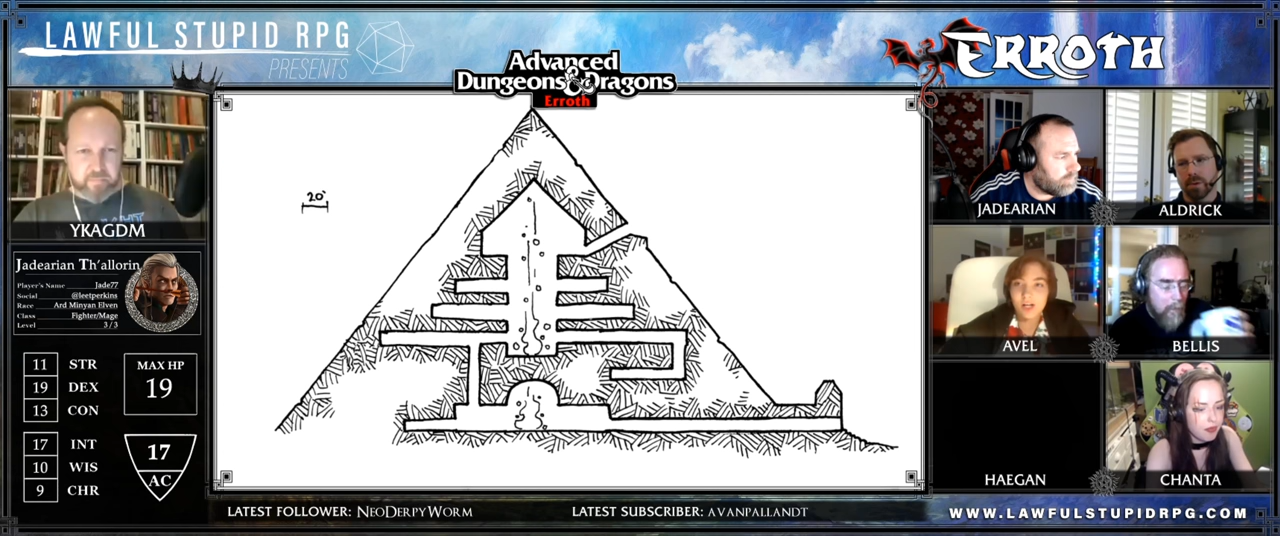 LAWFUL STUPID RPG
PRESENTS
Advanced
Dungeons & Dragons
Erroth
ERROTH
YKAGDM
JADEARIAN
ALDRICK
AVEL
BELLIS
HAEGAN
CHANTA
Jadearian Th'allorin
Player's Name Jade77
Social @leetperkins
Race Ard Minyan Elven
Class Fighter/Mage
Level 3 / 3
11 STR
19 DEX
13 CON
MAX HP
19
17 INT
10 WIS
9 CHR
17
AC
20'
LATEST FOLLOWER: NEODERPYWORM
LATEST SUBSCRIBER: AVANPALLANDT
WWW.LAWFULSTUPIDRPG.COM